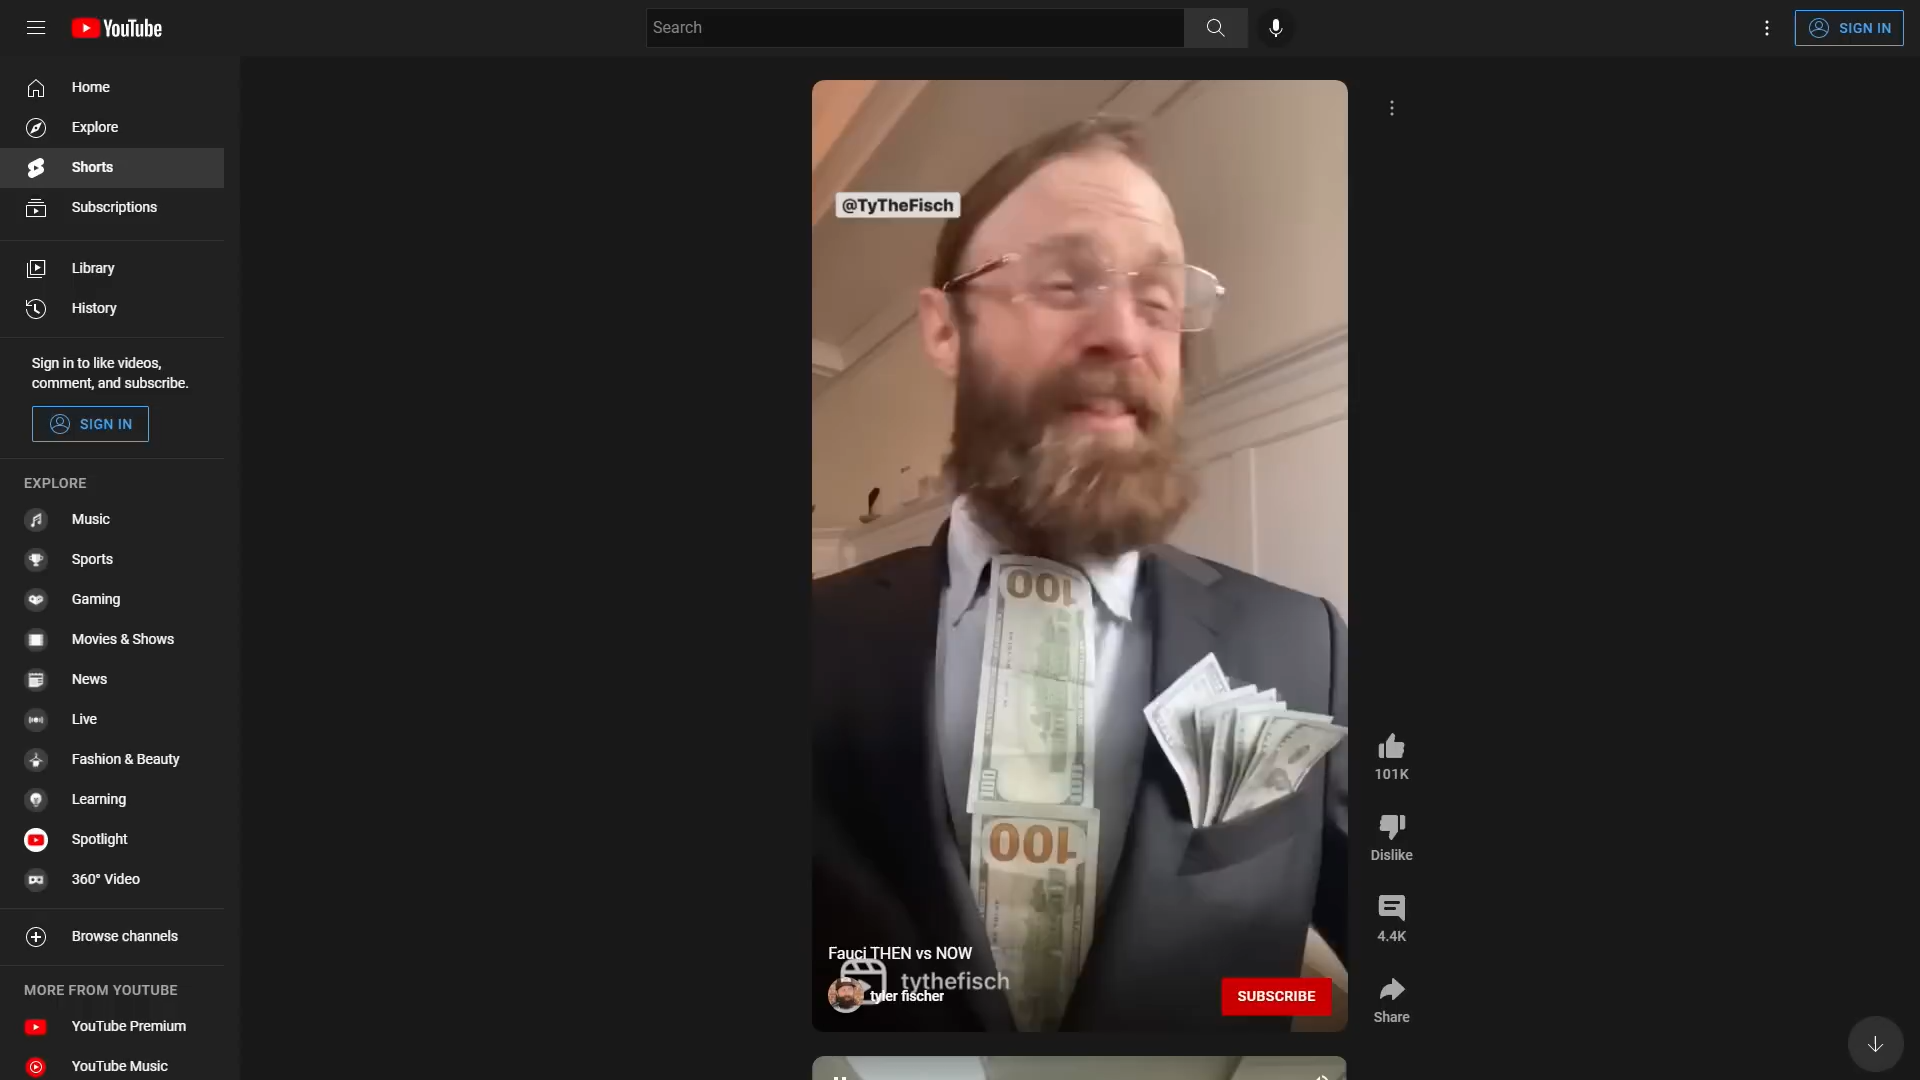 YouTube
Search
SIGN IN
Home
Explore
Shorts
Subscriptions
Library
History
Sign in to like videos,
comment, and subscribe.
SIGN IN
EXPLORE
Music
Sports
Gaming
Movies & Shows
News
Live
Fashion & Beauty
Learning
Spotlight
360° Video
Browse channels
MORE FROM YOUTUBE
YouTube Premium
YouTube Music
@TyTheFisch
100
100
Fauci THEN vs NOW
tythefisch
tyler fischer
SUBSCRIBE
101K
Dislike
4.4K
Share